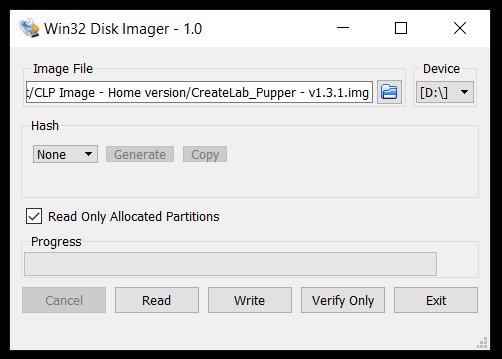 Win32 Disk Imager - 1.0
Image File
Device
:/CLP Image - Home version/CreateLab_Pupper - v1.3.1.img
[D:\]
Hash
None
Generate
Copy
Read Only Allocated Partitions
Progress
Cancel
Read
Write
Verify Only
Exit